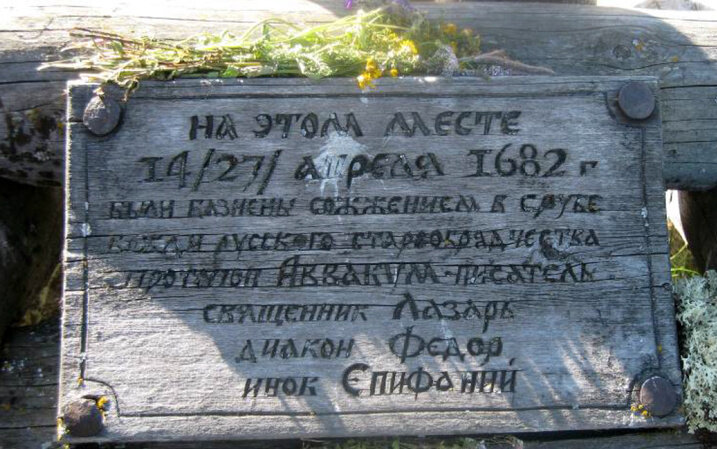 на этом месте
14/27/ апреля 1682 г
были казнены сожжением в срубе
вождя русского старообрядчества
протопоп Аввакум-писатель
священник Лазарь
диакон Федор,
инок Епифаний